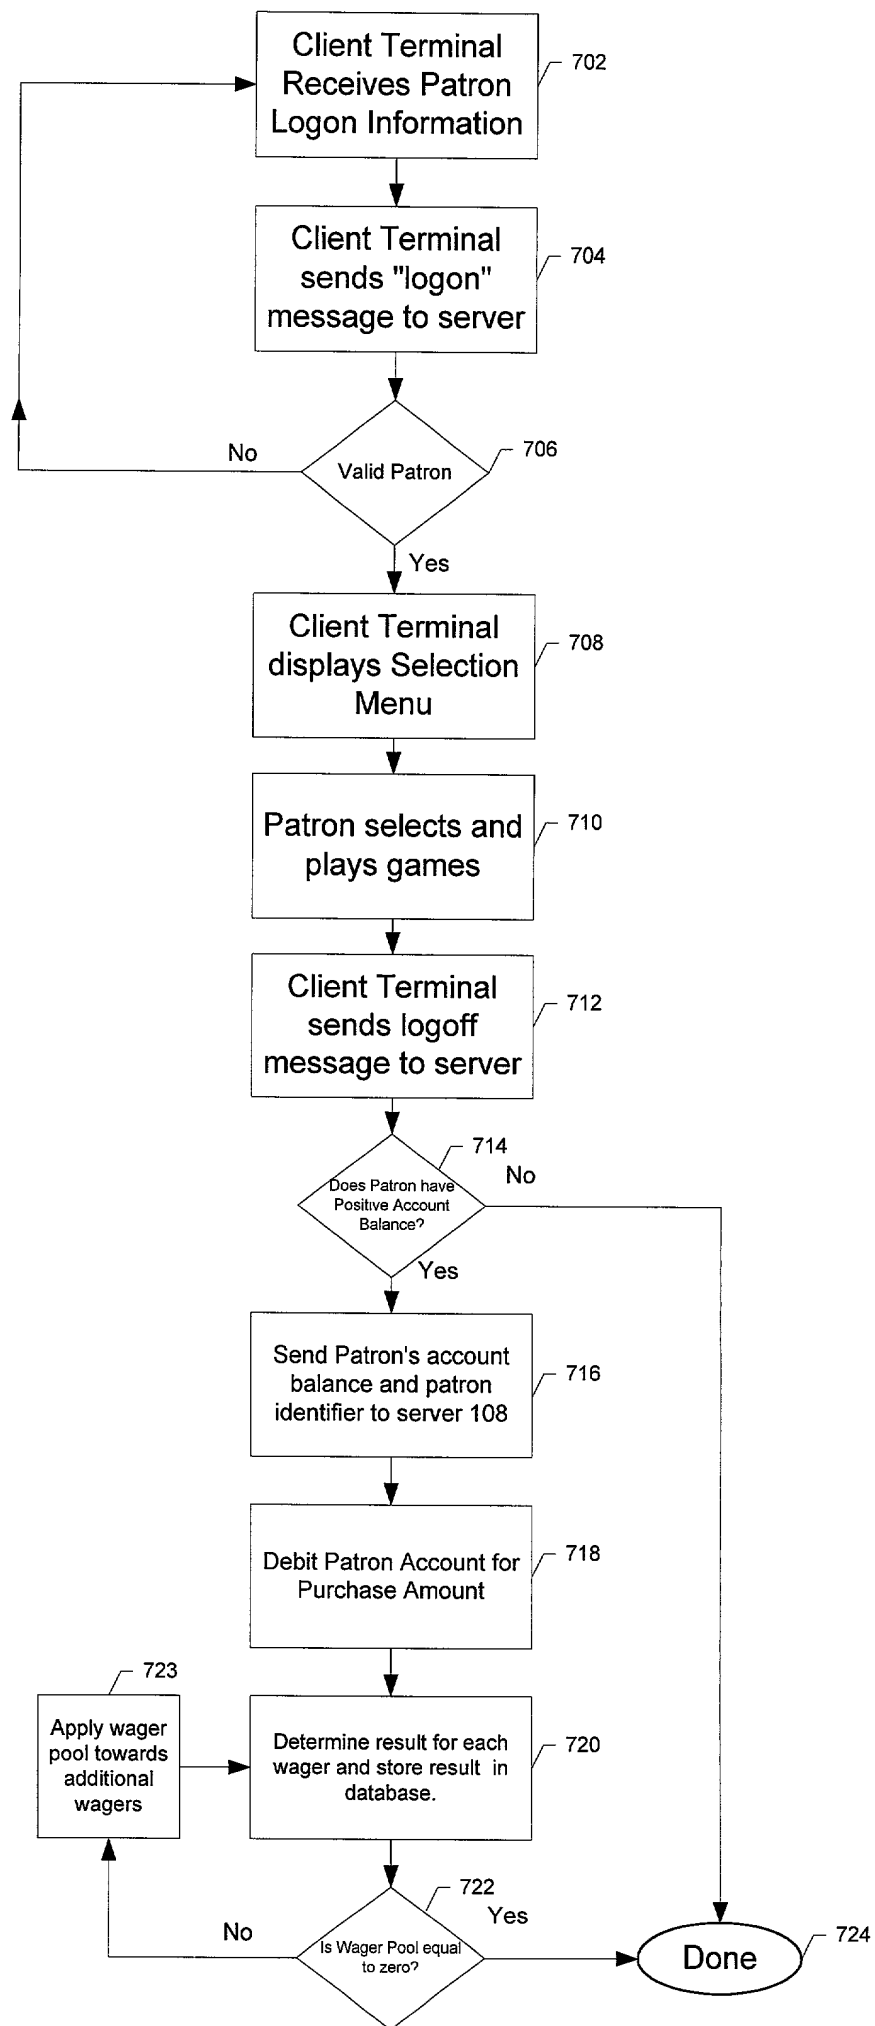 Client Terminal
Receives Patron
Logon Information
702
Client Terminal
sends "logon"
message to server
704
Valid Patron
706
No
Yes
Client Terminal
displays Selection
Menu
708
Patron selects and
plays games
710
Client Terminal
sends logoff
message to server
712
714
Does Patron have
Positive Account
Balance?
No
Yes
Send Patron's account
balance and patron
identifier to server 108
716
Debit Patron Account for
Purchase Amount
718
723
Apply wager
pool towards
additional
wagers
Determine result for each
wager and store result in
database.
720
722
Is Wager Pool equal
to zero?
No
Yes
Done
724